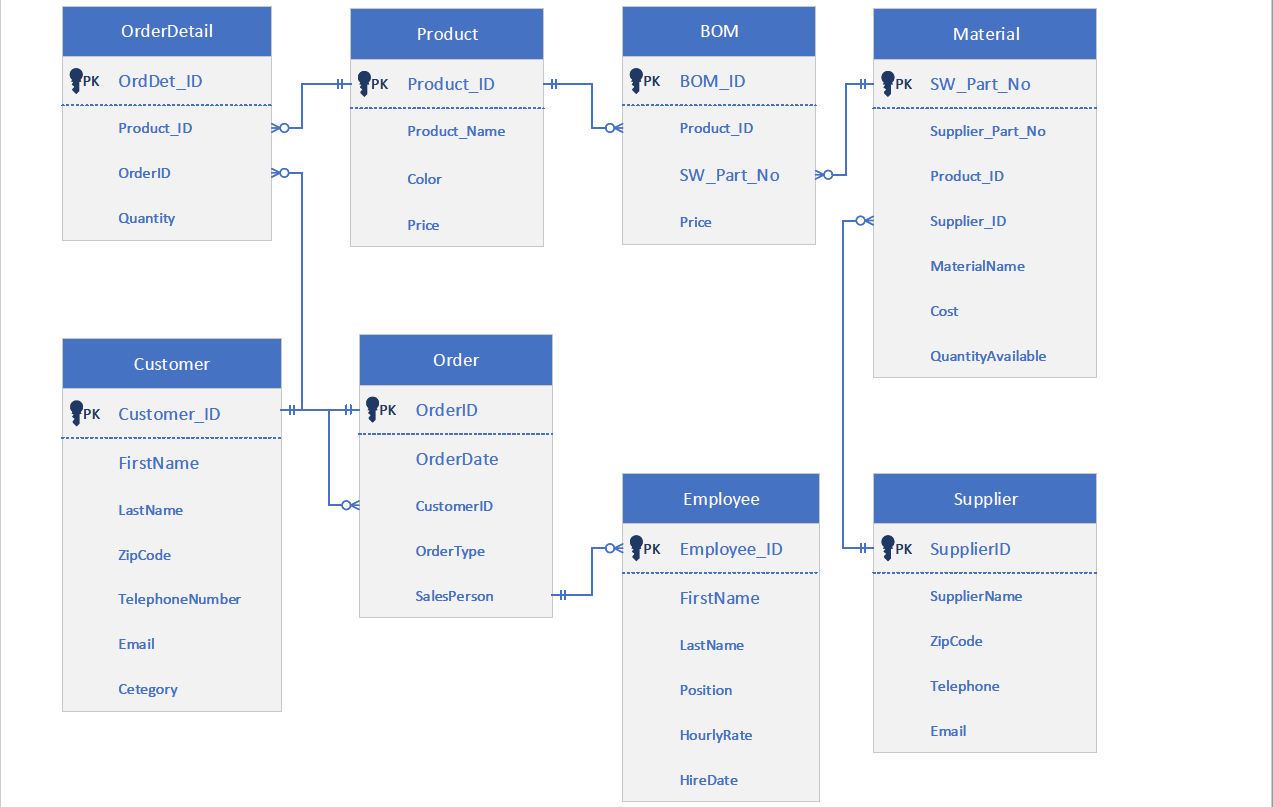 OrderDetail
PK OrdDet_ID
Product_ID
OrderID
Quantity
Product
PK Product_ID
Product_Name
Color
Price
BOM
PK BOM_ID
Product_ID
SW_Part_No
Price
Material
PK SW_Part_No
Supplier_Part_No
Product_ID
Supplier_ID
MaterialName
Cost
QuantityAvailable
Customer
PK Customer_ID
FirstName
LastName
ZipCode
TelephoneNumber
Email
Cetegory
Order
PK OrderID
OrderDate
CustomerID
OrderType
SalesPerson
Employee
PK Employee_ID
FirstName
LastName
Position
HourlyRate
HireDate
Supplier
PK SupplierID
SupplierName
ZipCode
Telephone
Email